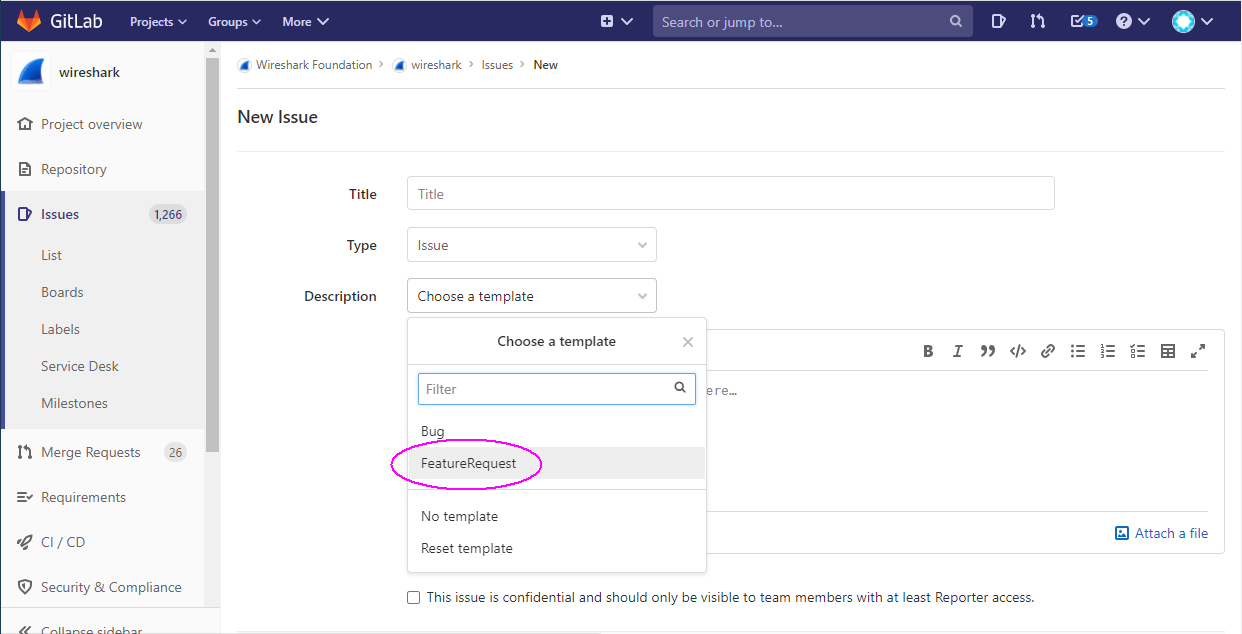 GitLab Projects Groups More Search or jump to... 5
wireshark
Project overview
Repository
Issues 1,266
List
Boards
Labels
Service Desk
Milestones
Merge Requests 26
Requirements
CI / CD
Security & Compliance
Collapse sidebar
Wireshark Foundation > wireshark > Issues > New
New Issue
Title Title
Type Issue
Description Choose a template
Choose a template
Filter
Bug
FeatureRequest
No template
Reset template
ere...
Attach a file
This issue is confidential and should only be visible to team members with at least Reporter access.